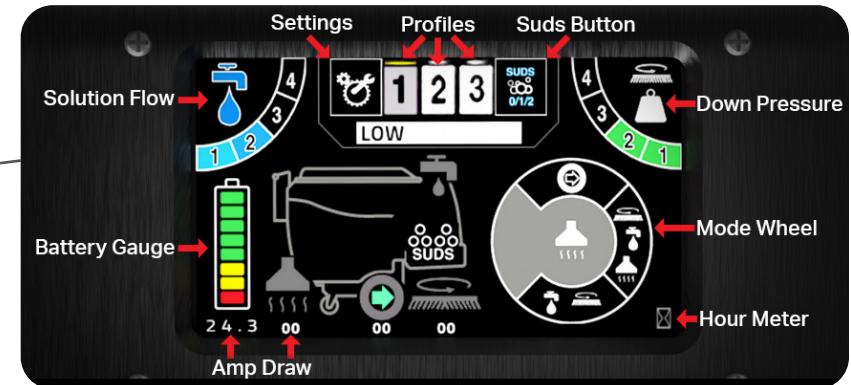 Settings
Profiles
Suds Button
Solution Flow
Down Pressure
4
3
2
1
1
2
3
SUDS
0/1/2
4
3
2
1
LOW
Battery Gauge
SUDS
Mode Wheel
24.3
00
00
00
Hour Meter
Amp Draw